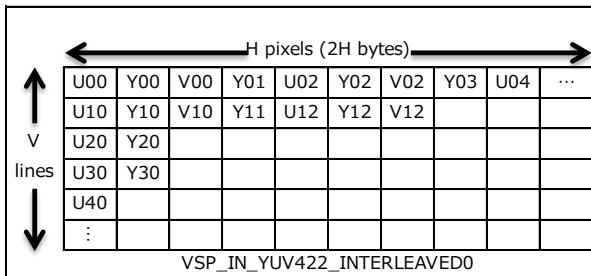 H pixels (2H bytes)
U00 Y00 V00 Y01 U02 Y02 V02 Y03 U04 ⋯
U10 Y10 V10 Y11 U12 Y12 V12
V
U20 Y20
lines
U30 Y30
U40
⋮
VSP_IN_YUV422_INTERLEAVED0